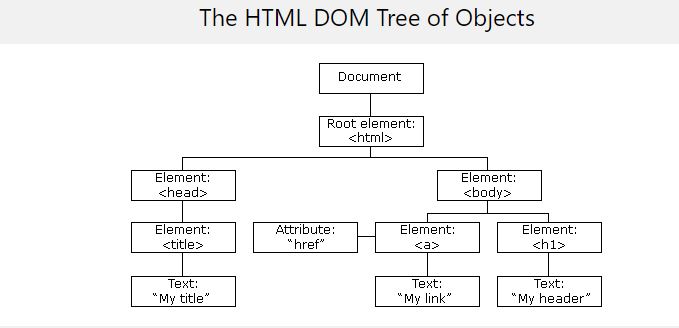 The HTML DOM Tree of Objects
Document
Root element:
<html>
Element:
<head>
Element:
<body>
Element:
<title>
Attribute:
“href”
Element:
<a>
Element:
<h1>
Text:
“My title”
Text:
“My link”
Text:
“My header”